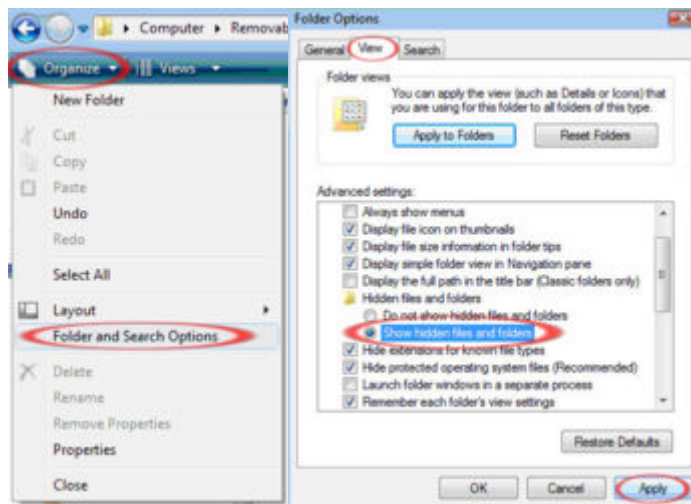 Computer Removab
Organize Views
New Folder
Cut
Copy
Paste
Undo
Redo
Select All
Layout
Folder and Search Options
Delete
Rename
Remove Properties
Properties
Close
Folder Options
General View Search
Folder views
You can apply the view (such as Details or Icons) that
you are using for this folder to all folders of this type.
Apply to Folders Reset Folders
Advanced settings:
Always show menus
Display file icon on thumbnails
Display file size information in folder tips
Display simple folder view in Navigation pane
Display the full path in the title bar (Classic folders only)
Hidden files and folders
Do not show hidden files and folders
Show hidden files and folders
Hide extensions for known file types
Hide protected operating system files (Recommended)
Launch folder windows in a separate process
Remember each folder's view settings
Restore Defaults
OK Cancel Apply